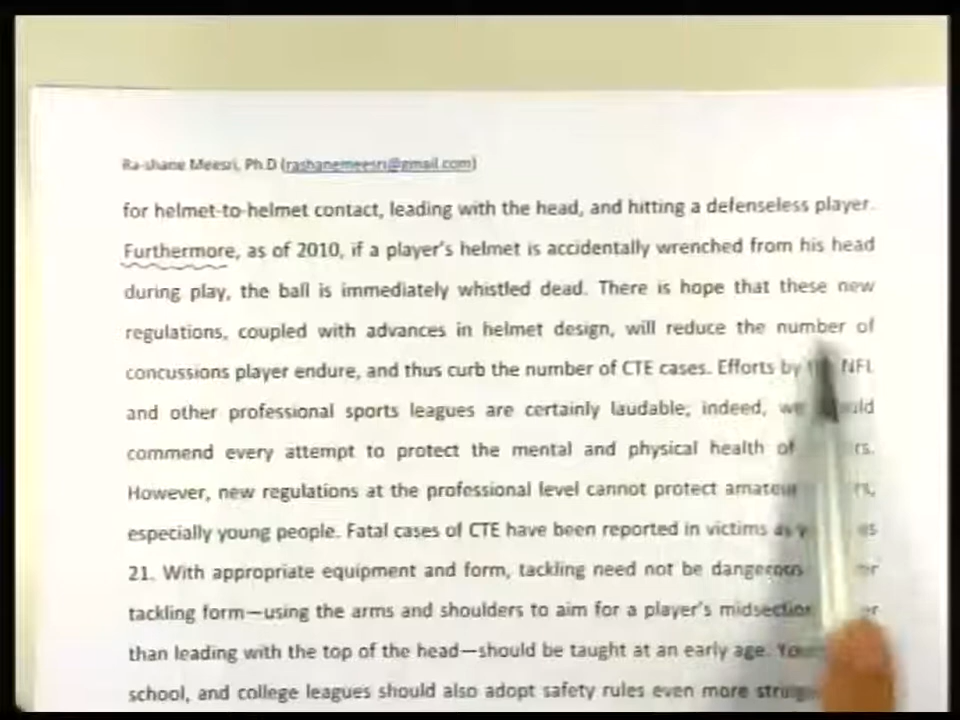 Ra-shane Meesri, Ph.D (rashanemeesri@gmail.com)
for helmet-to-helmet contact, leading with the head, and hitting a defenseless player.
Furthermore, as of 2010, if a player's helmet is accidentally wrenched from his head
during play, the ball is immediately whistled dead. There is hope that these new
regulations, coupled with advances in helmet design, will reduce the number of
concussions player endure, and thus curb the number of CTE cases. Efforts by NFL
and other professional sports leagues are certainly laudable; indeed, we
commend every attempt to protect the mental and physical health of
However, new regulations at the professional level cannot protect amateur
especially young people. Fatal cases of CTE have been reported in victims as
21. With appropriate equipment and form, tackling need not be dangerous
tackling form—using the arms and shoulders to aim for a player's midsection
than leading with the top of the head—should be taught at an early age.
school, and college leagues should also adopt safety rules even more